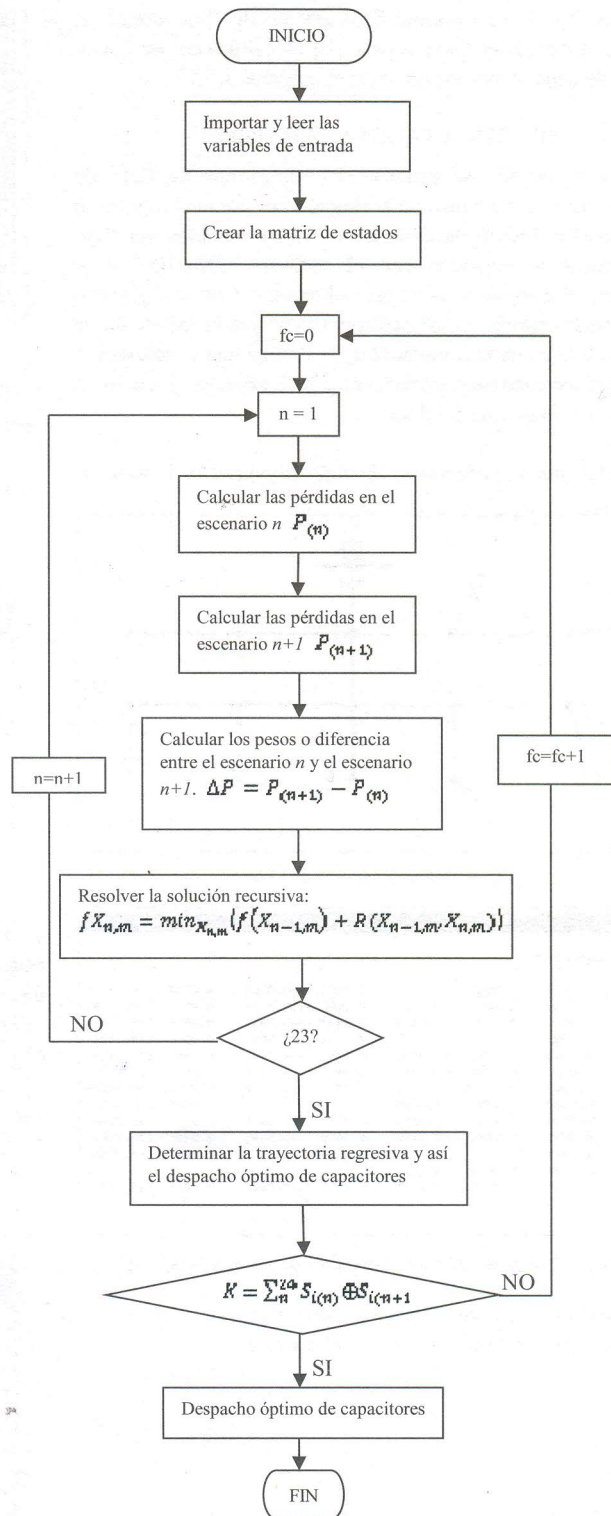 INICIO
Importar y leer las
variables de entrada
Crear la matriz de estados
fc=0
n = 1
Calcular las pérdidas en el
escenario n P(n)
Calcular las pérdidas en el
escenario n+1 P(n+1)
Calcular los pesos o diferencia
entre el escenario n y el escenario
n+1. ΔP = P(n+1) − P(n)
n=n+1
fc=fc+1
Resolver la solución recursiva:
fXn,m = minXn,m{f(Xn−1,m) + R(Xn−1,m,Xn,m)}
NO
¿23?
SI
Determinar la trayectoria regresiva y así
el despacho óptimo de capacitores
K = ∑n24 Si(n) ⊕ Si(n+1
NO
SI
Despacho óptimo de capacitores
FIN